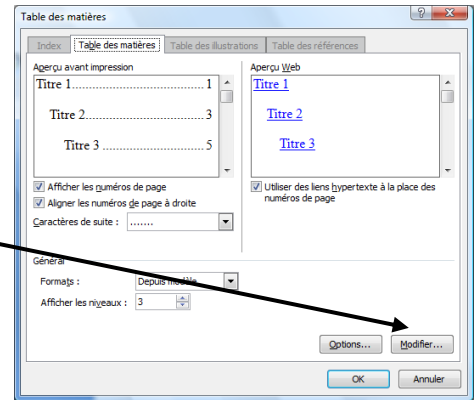 Table des matières
Index Table des matières Table des illustrations Table des références
Aperçu avant impression
Titre 1........................................ 1
Titre 2.................................... 3
Titre 3 ............................... 5
Aperçu Web
Titre 1
Titre 2
Titre 3
Afficher les numéros de page
Aligner les numéros de page à droite
Caractères de suite : .......
Utiliser des liens hypertexte à la place des
numéros de page
Général
Formats : Depuis modèle
Afficher les niveaux : 3
Options... Modifier...
OK Annuler